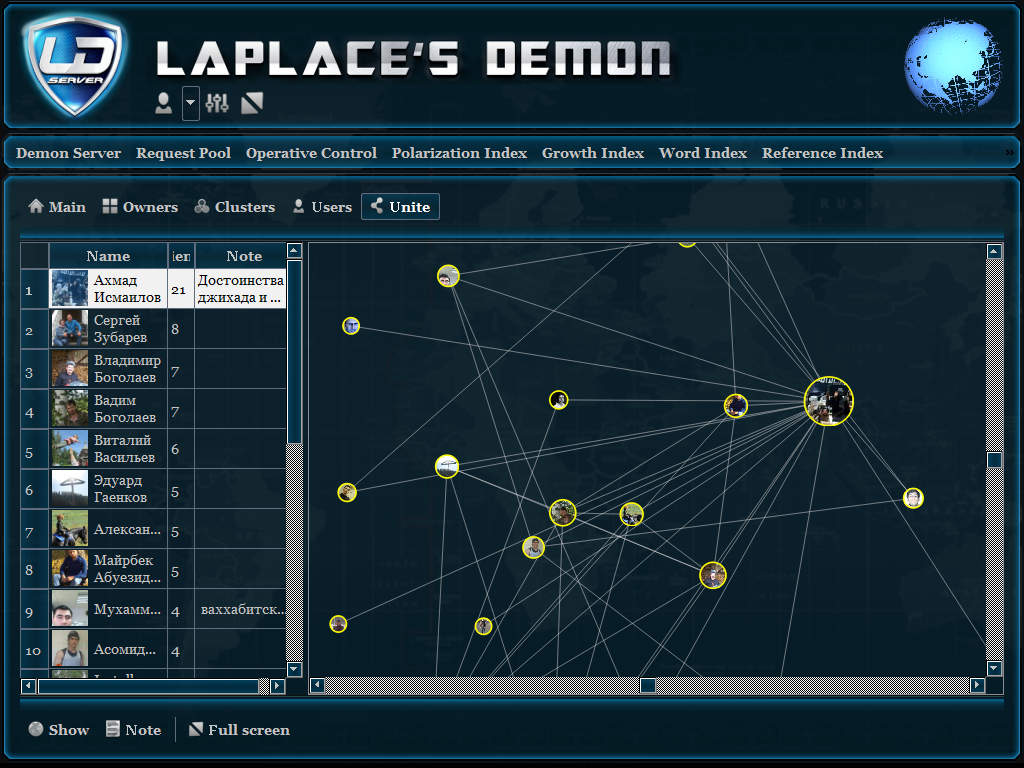 LD
SERVER
LAPLACE'S DEMON
Demon Server Request Pool Operative Control Polarization Index Growth Index Word Index Reference Index »
Main Owners Clusters Users Unite
Name Note
1 Ахмад Исмаилов 21 Достоинства джихада и ...
2 Сергей Зубарев 8
3 Владимир Боголаев 7
4 Вадим Боголаев 7
5 Виталий Васильев 6
6 Эдуард Гаенков 5
7 Алексан... 5
8 Майрбек Абуезид... 5
9 Мухамм... 4 ваххабитск...
10 Асомид... 4
Show Note Full screen